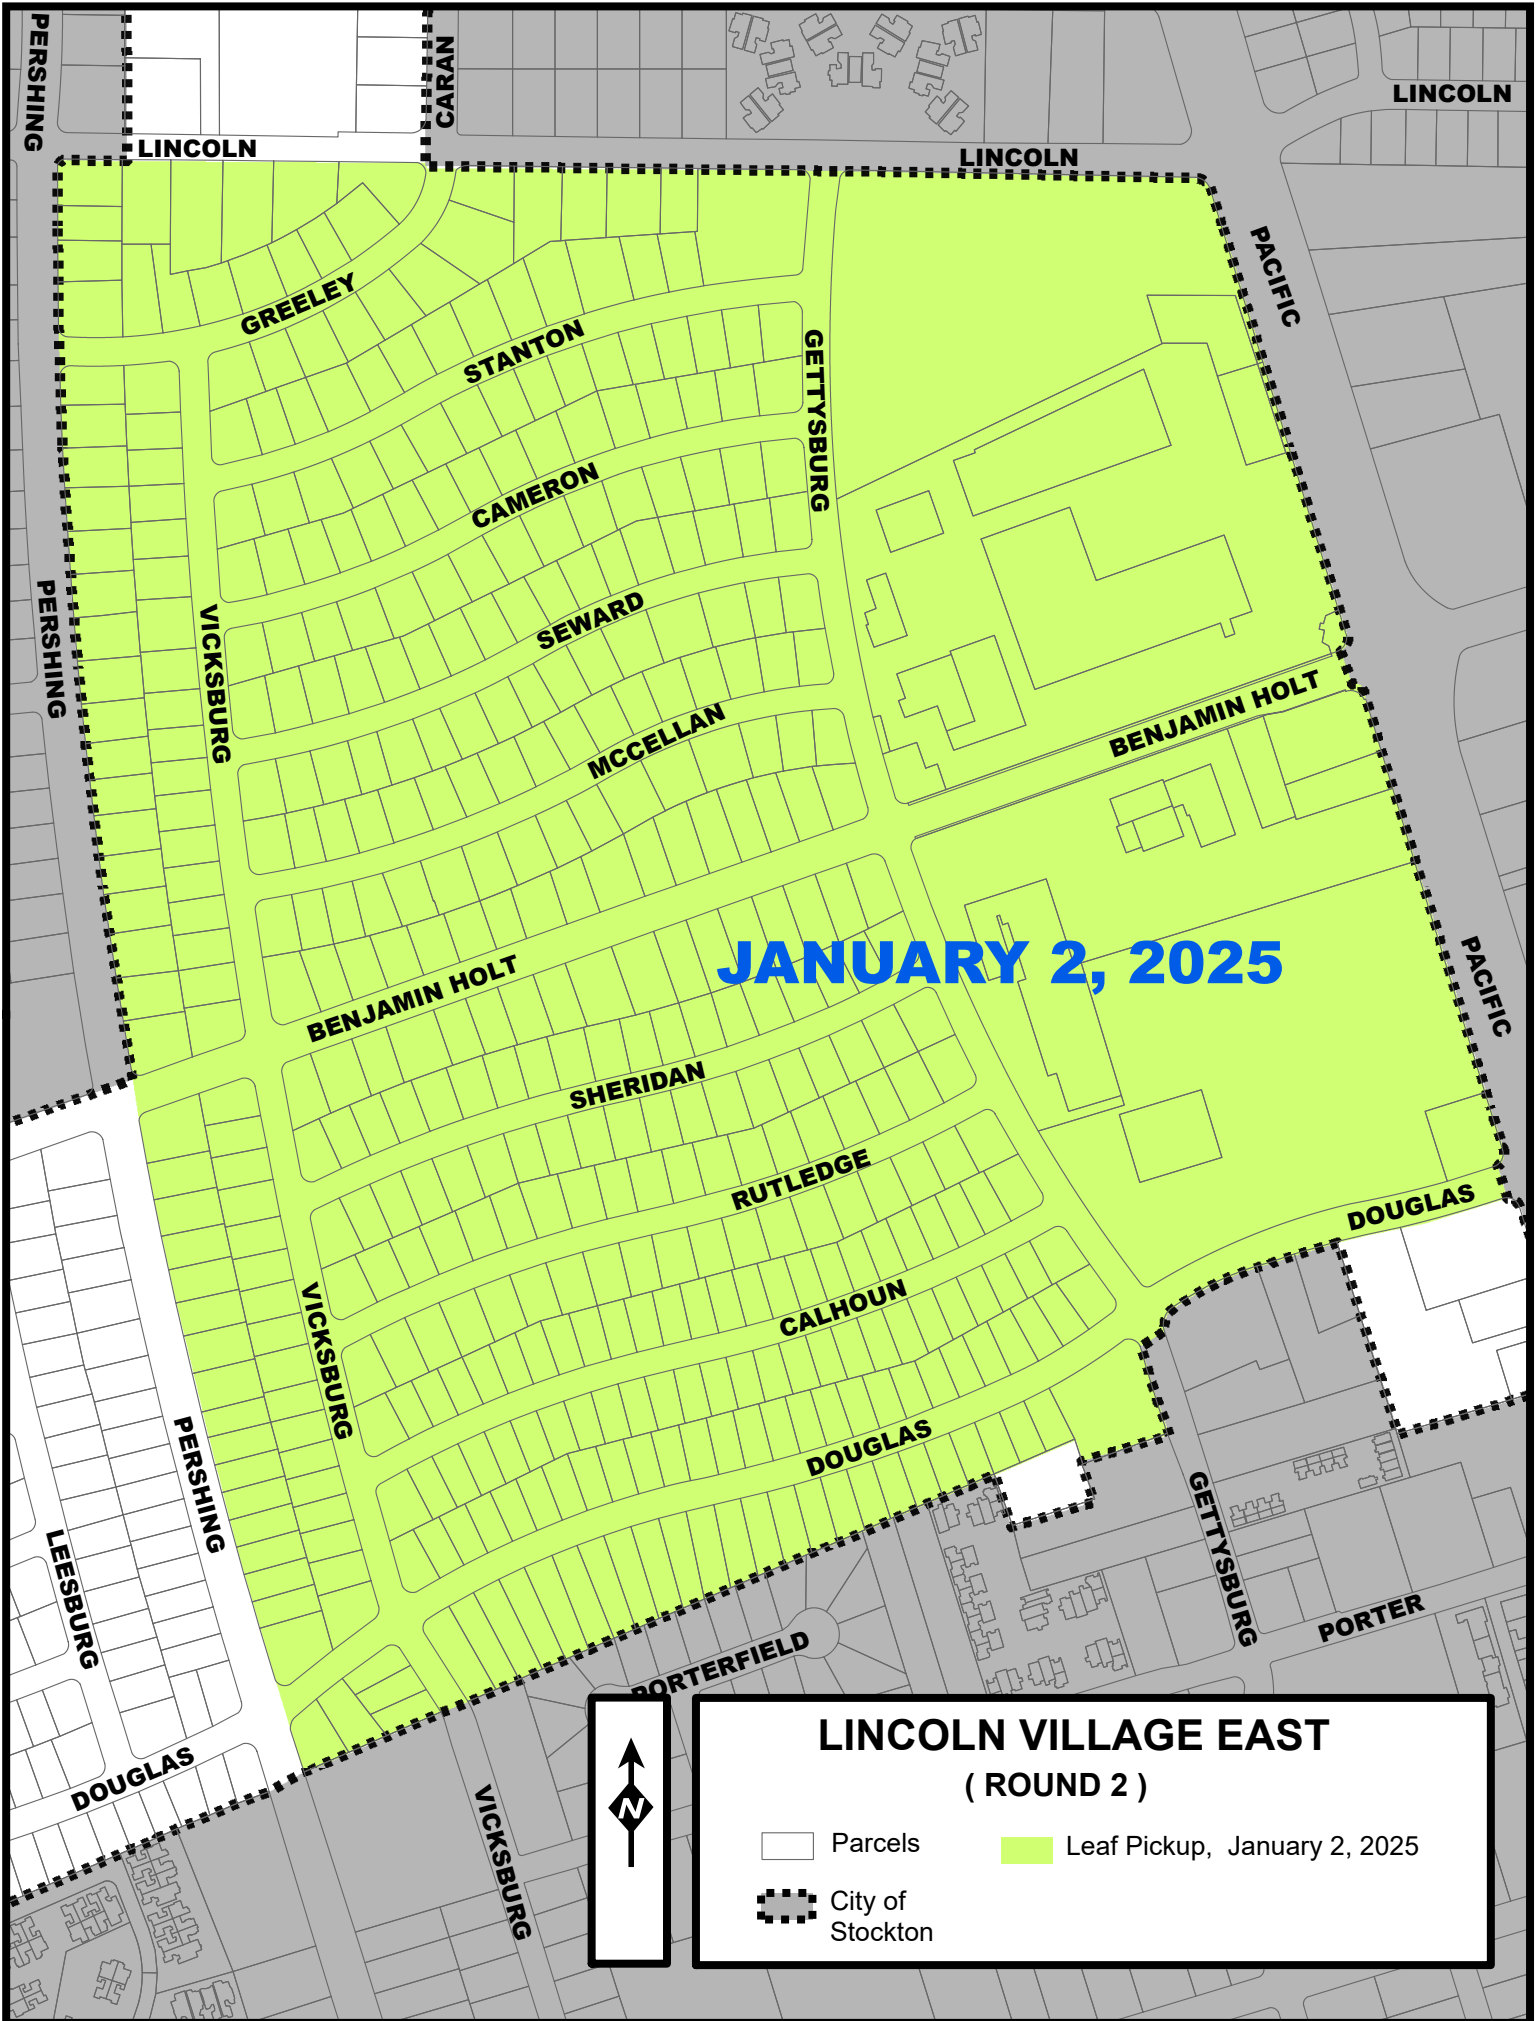 PERSHING
CARAN
LINCOLN
LINCOLN
LINCOLN
PACIFIC
GREELEY
STANTON
GETTYSBURG
CAMERON
PERSHING
VICKSBURG
SEWARD
MCCELLAN
BENJAMIN HOLT
JANUARY 2, 2025
BENJAMIN HOLT
PACIFIC
SHERIDAN
RUTLEDGE
DOUGLAS
VICKSBURG
CALHOUN
PERSHING
DOUGLAS
LEESBURG
GETTYSBURG
PORTER
PORTERFIELD
DOUGLAS
VICKSBURG
N
LINCOLN VILLAGE EAST
( ROUND 2 )
Parcels
Leaf Pickup, January 2, 2025
City of
Stockton